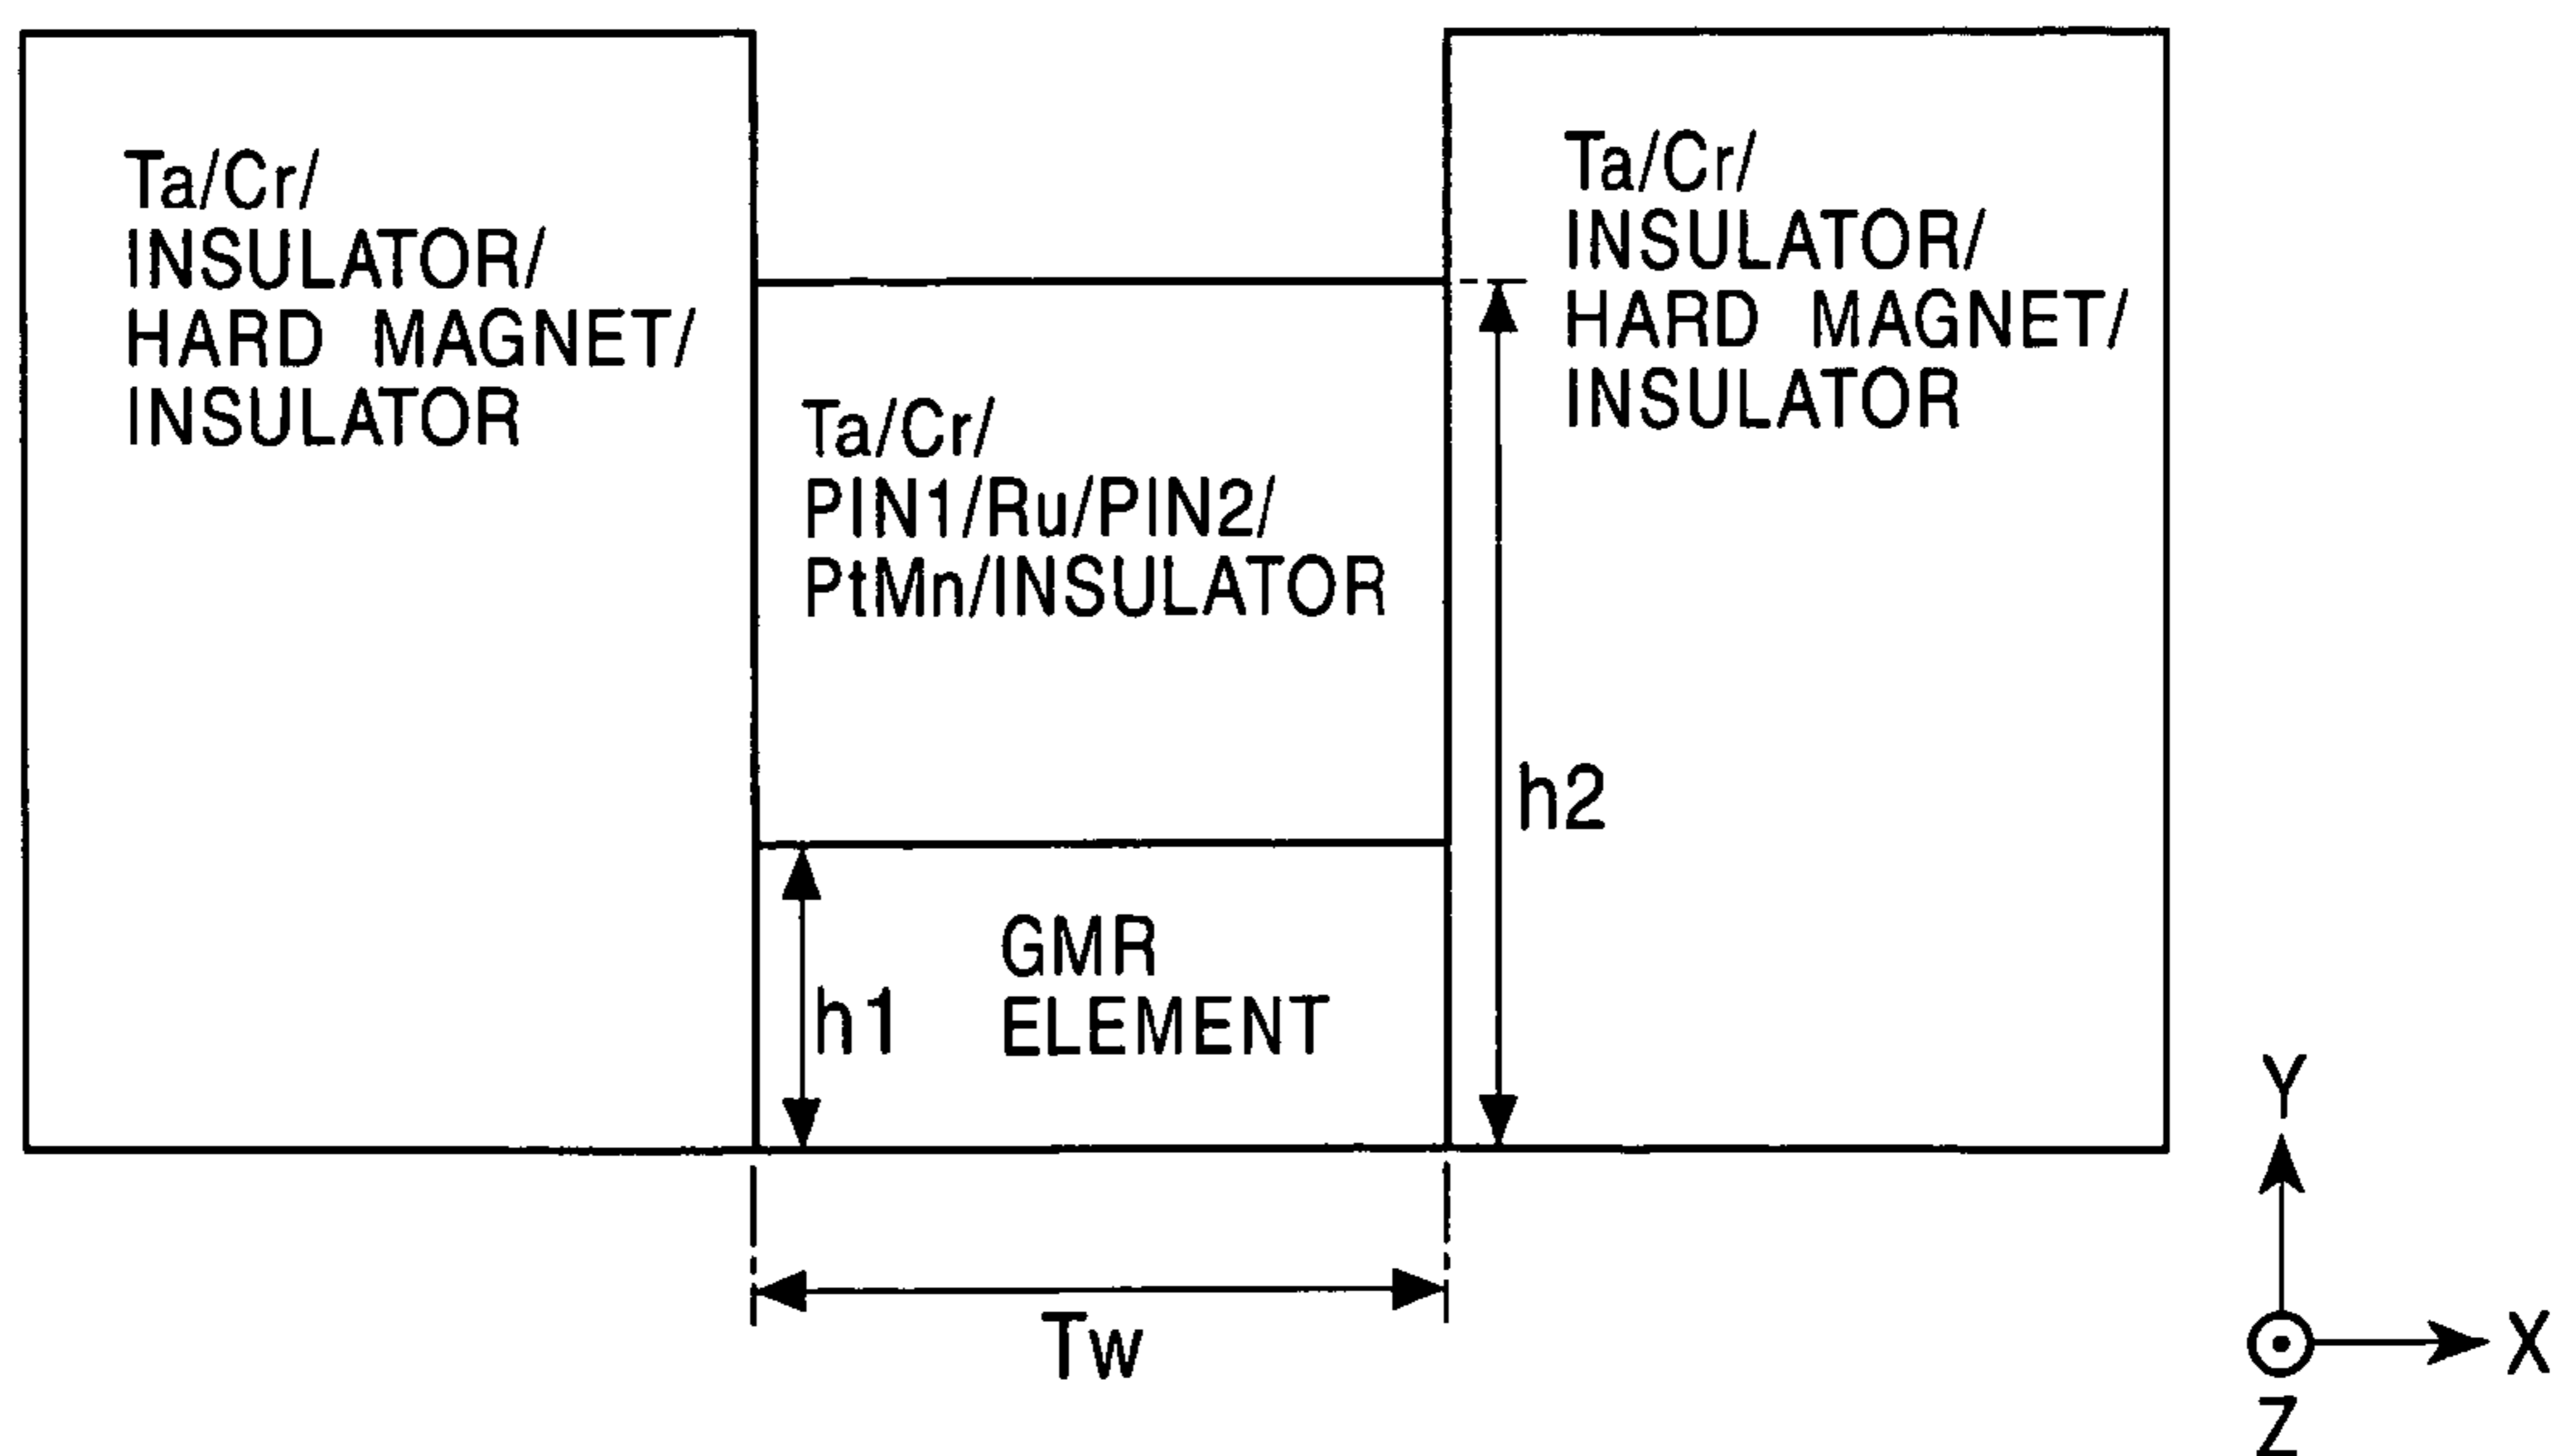 Ta/Cr/
INSULATOR/
HARD MAGNET/
INSULATOR
Ta/Cr/
PIN1/Ru/PIN2/
PtMn/INSULATOR
Ta/Cr/
INSULATOR/
HARD MAGNET/
INSULATOR
h2
h1
GMR
ELEMENT
Tw
Y
X
Z